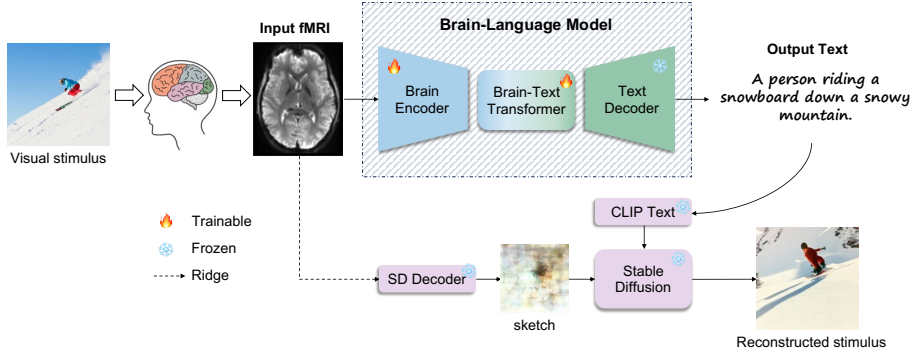 Input fMRI
Brain-Language Model
Output Text
Brain
Encoder
Brain-Text
Transformer
Text
Decoder
A person riding a
snowboard down a snowy
mountain.
Visual stimulus
Trainable
Frozen
Ridge
CLIP Text
SD Decoder
Stable
Diffusion
sketch
Reconstructed stimulus